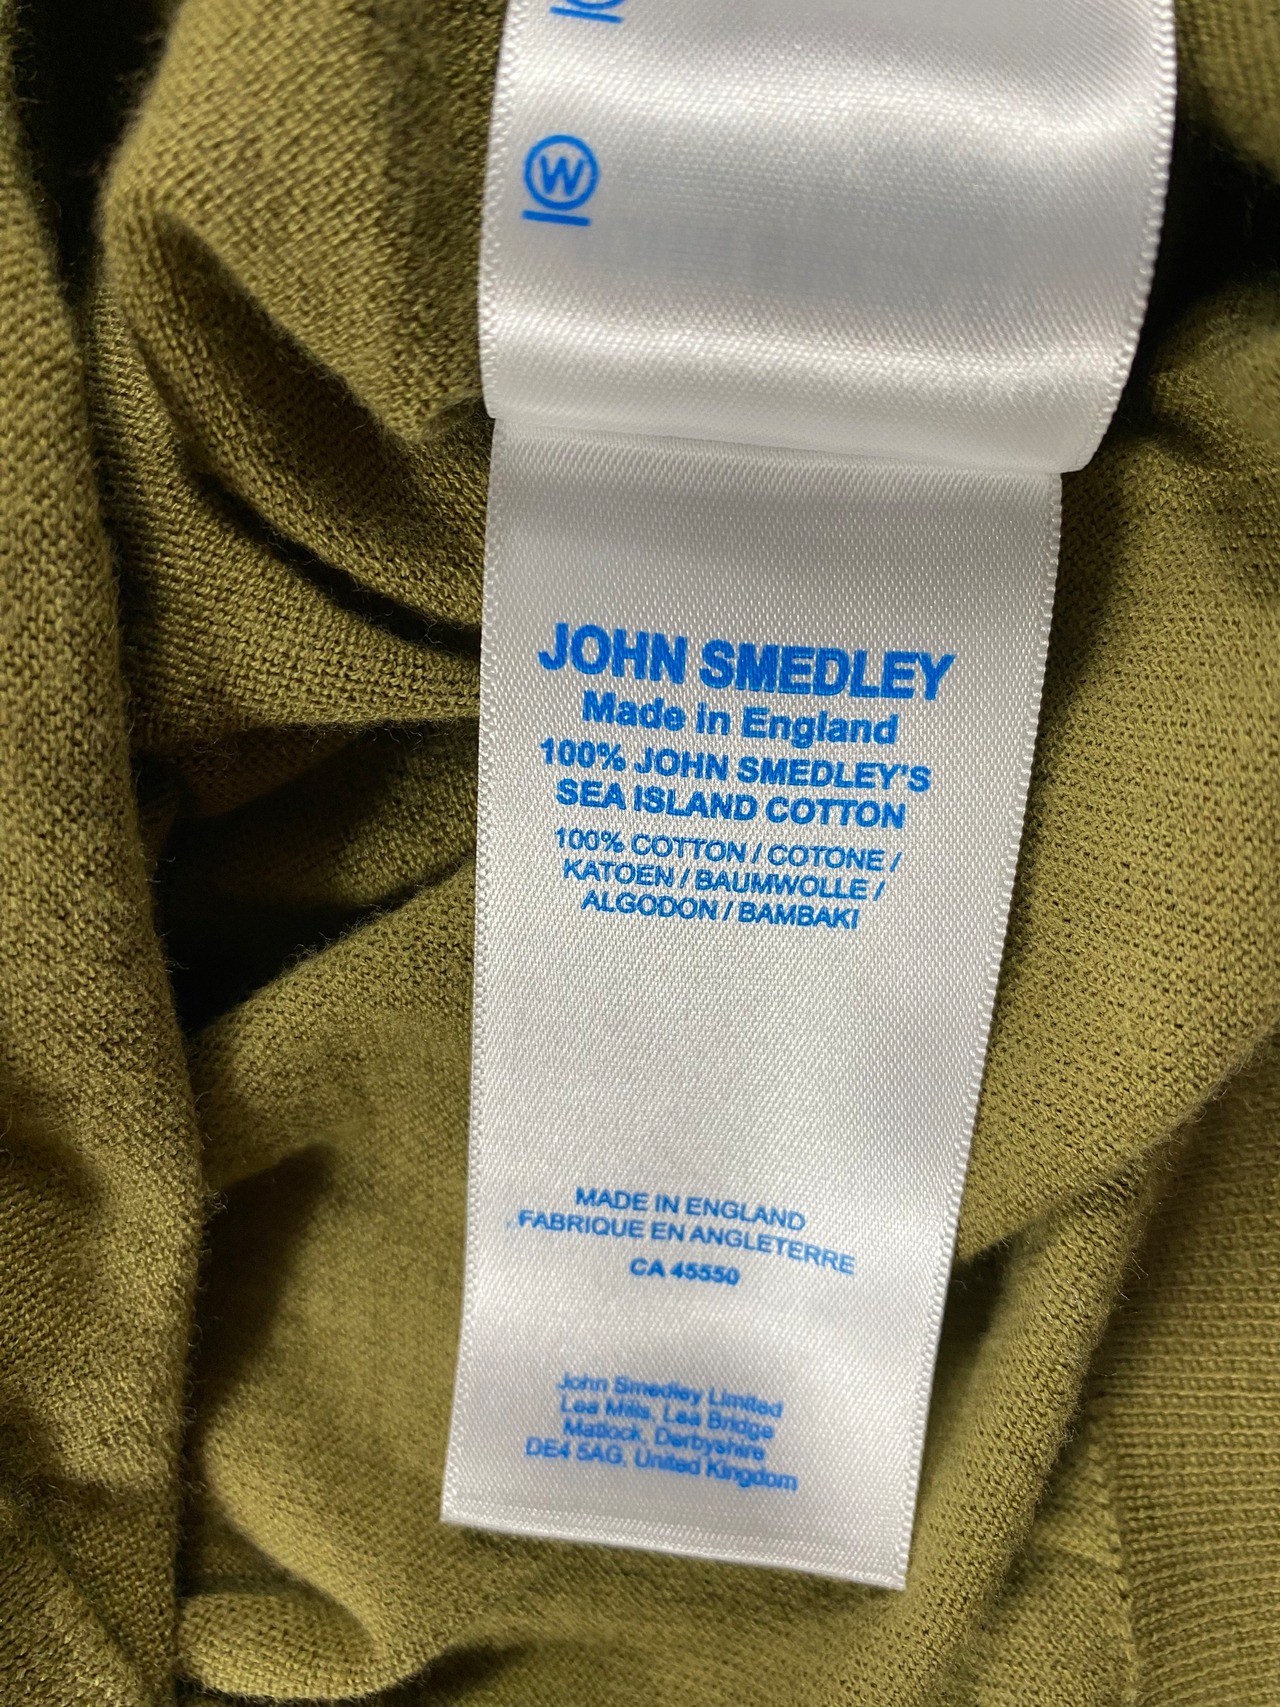 W
JOHN SMEDLEY
Made in England
100% JOHN SMEDLEY'S
SEA ISLAND COTTON
100% COTTON / COTONE /
KATOEN / BAUMWOLLE /
ALGODON / BAMBAKI
MADE IN ENGLAND
FABRIQUE EN ANGLETERRE
CA 45550
John Smedley Limited
Lea Mills, Lea Bridge
Matlock, Derbyshire
DE4 5AG, United Kingdom